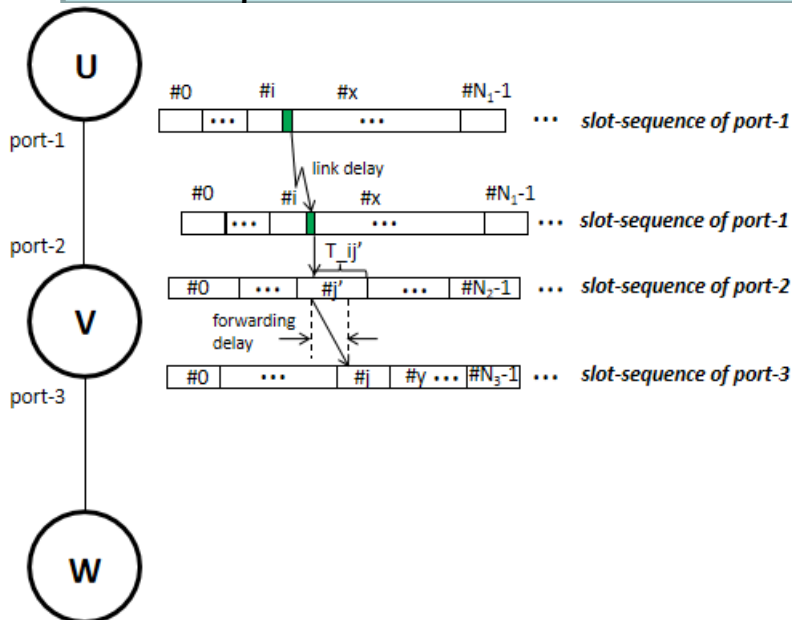 U
#0 #i #x #N₁-1
... ... ... slot-sequence of port-1
port-1
link delay
#0 #i #x #N₁-1
... ... ... slot-sequence of port-1
port-2
T_ij'
#0 ... #j' ... #N₂-1 ... slot-sequence of port-2
V
forwarding
delay
#0 ... #j #y ... #N₃-1 ... slot-sequence of port-3
port-3
W